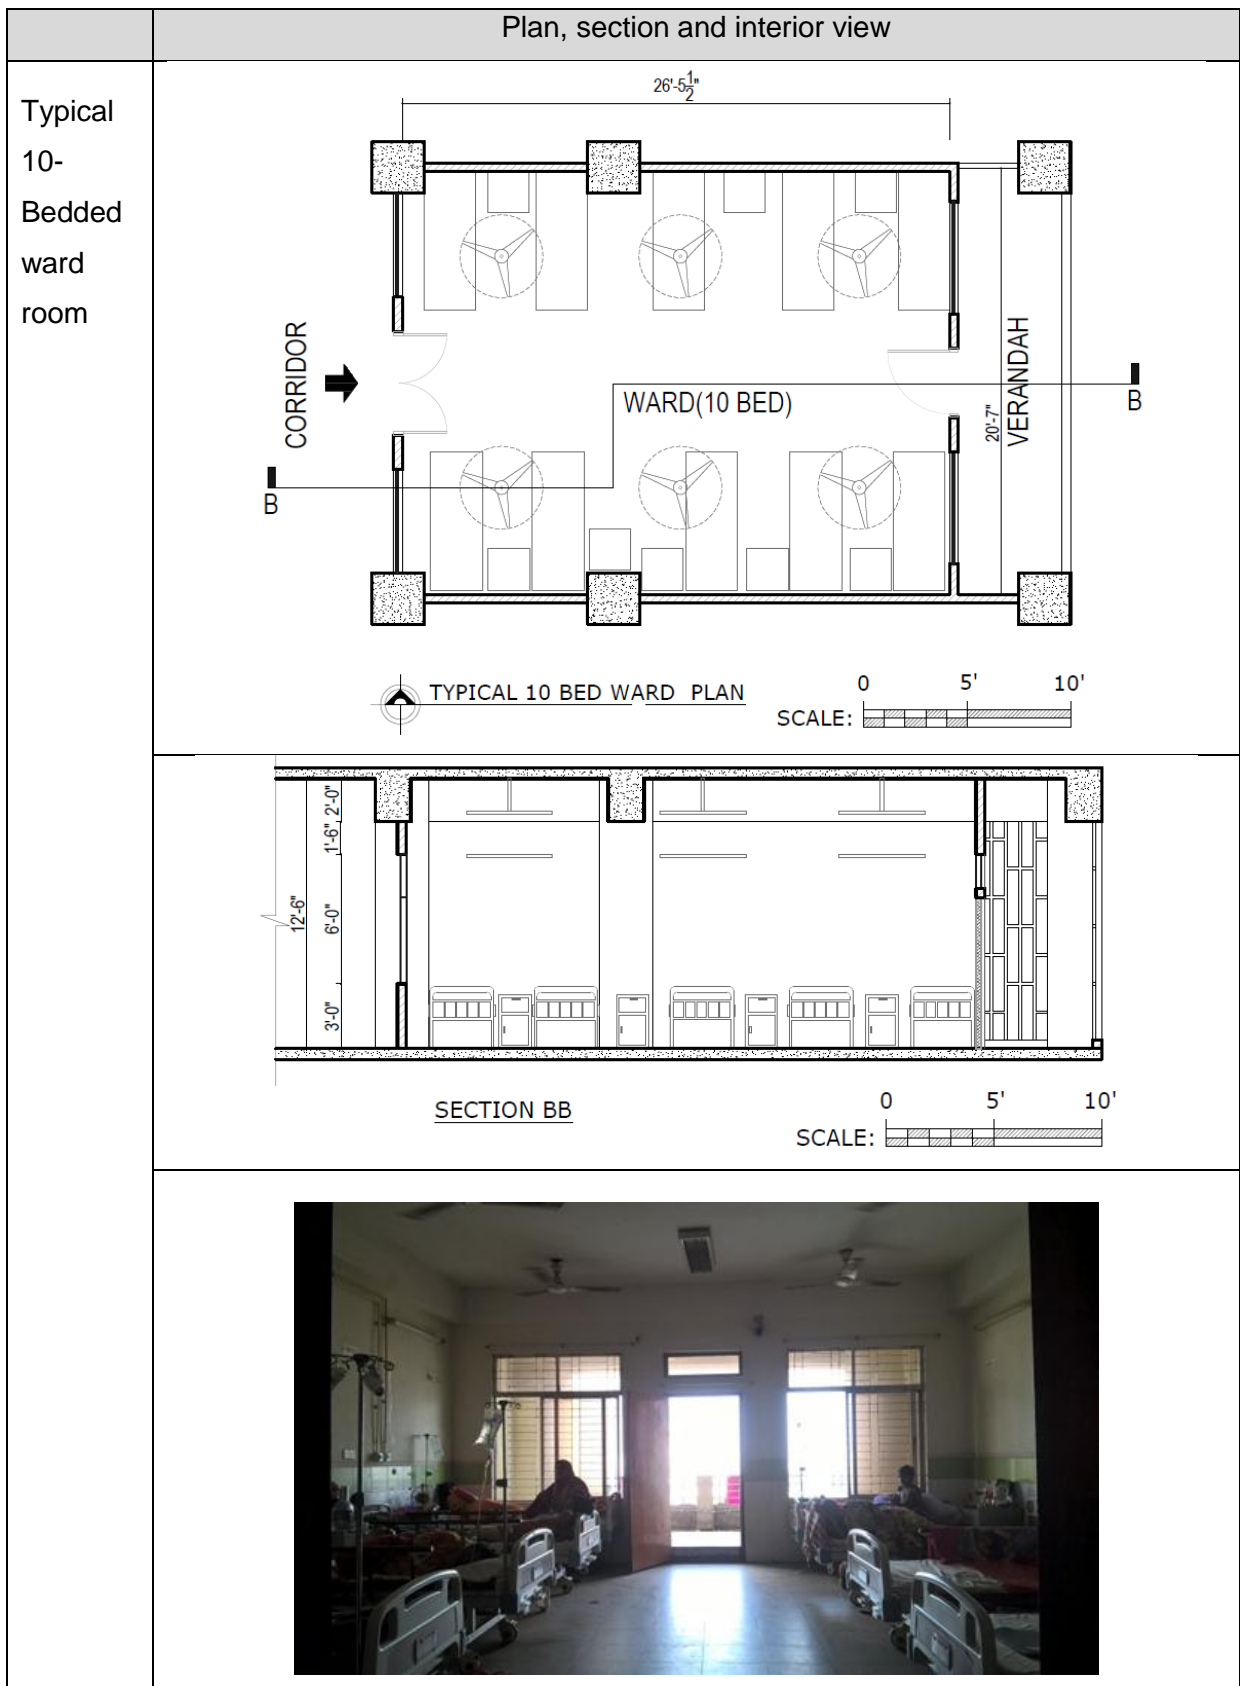 Plan, section and interior view
Typical
10-
Bedded
ward
room
26'-5 1/2"
CORRIDOR
WARD(10 BED)
VERANDAH
20'-7"
B
B
TYPICAL 10 BED WARD PLAN
SCALE:
0 5' 10'
2'-0"
1'-6"
12'-6"
6'-0"
3'-0"
SECTION BB
SCALE:
0 5' 10'